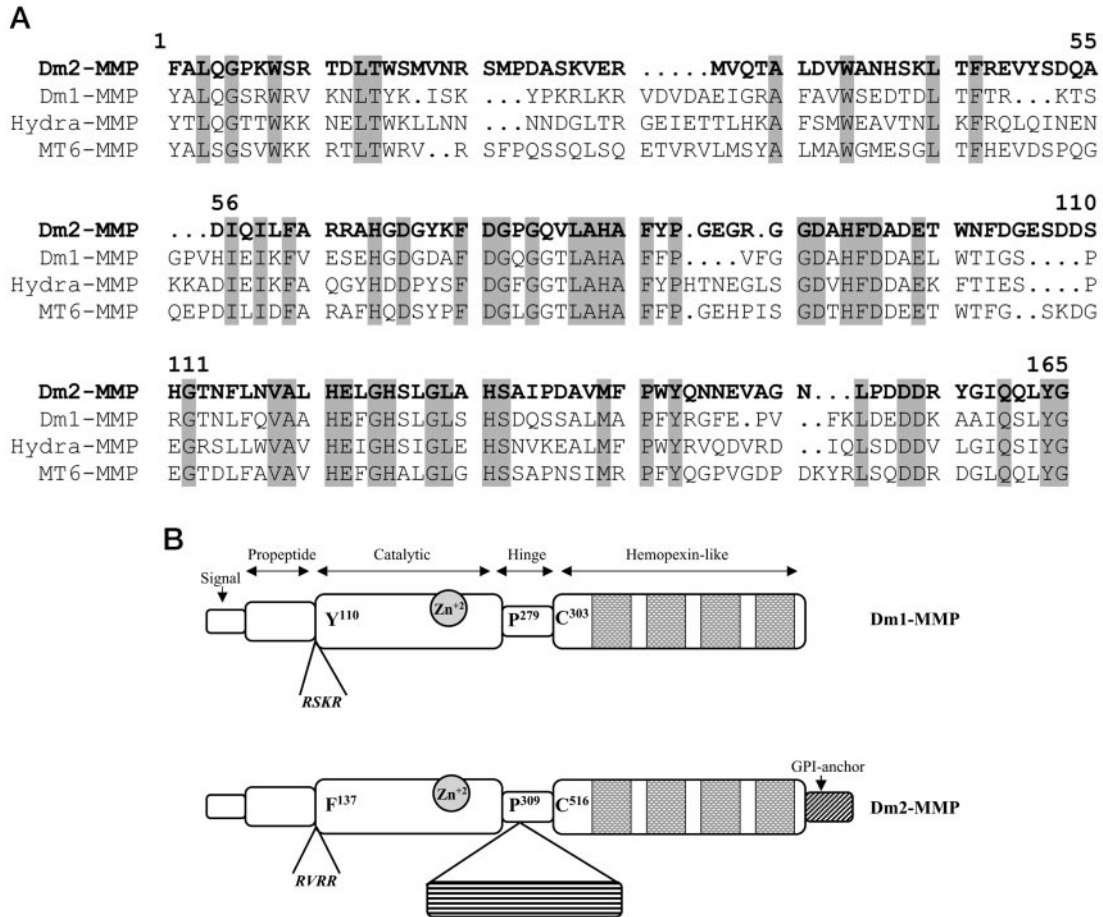 A
1 55
Dm2-MMP FALQGPKWSR TDLTWSMVNR SMPDASKVER .....MVQTA LDVWANHSKL TFREVYSDQA
Dm1-MMP YALQGSRWRV KNLTYK.ISK ...YPKRLKR VDVDAEIGRA FAVWSEDTDL TFTR...KTS
Hydra-MMP YTLQGTTWKK NELTWKLLNN ...NNDGLTR GEIETTLHKA FSMWEAVTNL KFRQLQINEN
MT6-MMP YALSGSVWKK RTLTWRV..R SFPQSSQLSQ ETVRVLMSYA LMAWGMESGL TFHEVDSPQG
56 110
Dm2-MMP ...DIQILFA RRAHGDGYKF DGPGQVLAHA FYP.GEGR.G GDAHFDADET WNFDGESDDS
Dm1-MMP GPVHIEIKFV ESEHGDGDAF DGQGGTLAHA FFP....VFG GDAHFDDAEL WTIGS....P
Hydra-MMP KKADIEIKFA QGYHDDPYSF DGFGGTLAHA FYPHTNEGLS GDVHFDDAEK FTIES....P
MT6-MMP QEPDILIDFA RAFHQDSYPF DGLGGTLAHA FFP.GEHPIS GDTHFDDEET WTFG..SKDG
111 165
Dm2-MMP HGTNFLNVAL HELGHSLGLA HSAIPDAVMF PWYQNNEVAG N...LPDDDR YGIQQLYG
Dm1-MMP RGTNLFQVAA HEFGHSLGLS HSDQSSALMA PFYRGFE.PV ..FKLDEDDK AAIQSLYG
Hydra-MMP EGRSLLWVAV HEIGHSIGLE HSNVKEALMF PWYRVQDVRD ..IQLSDDDV LGIQSIYG
MT6-MMP EGTDLFAVAV HEFGHALGLG HSSAPNSIMR PFYQGPVGDP DKYRLSQDDR DGLQQLYG
B
Propeptide Catalytic Hinge Hemopexin-like
Signal
Y110 Zn+2 P279 C303 Dm1-MMP
RSKR
GPI-anchor
F137 Zn+2 P309 C516 Dm2-MMP
RVRR